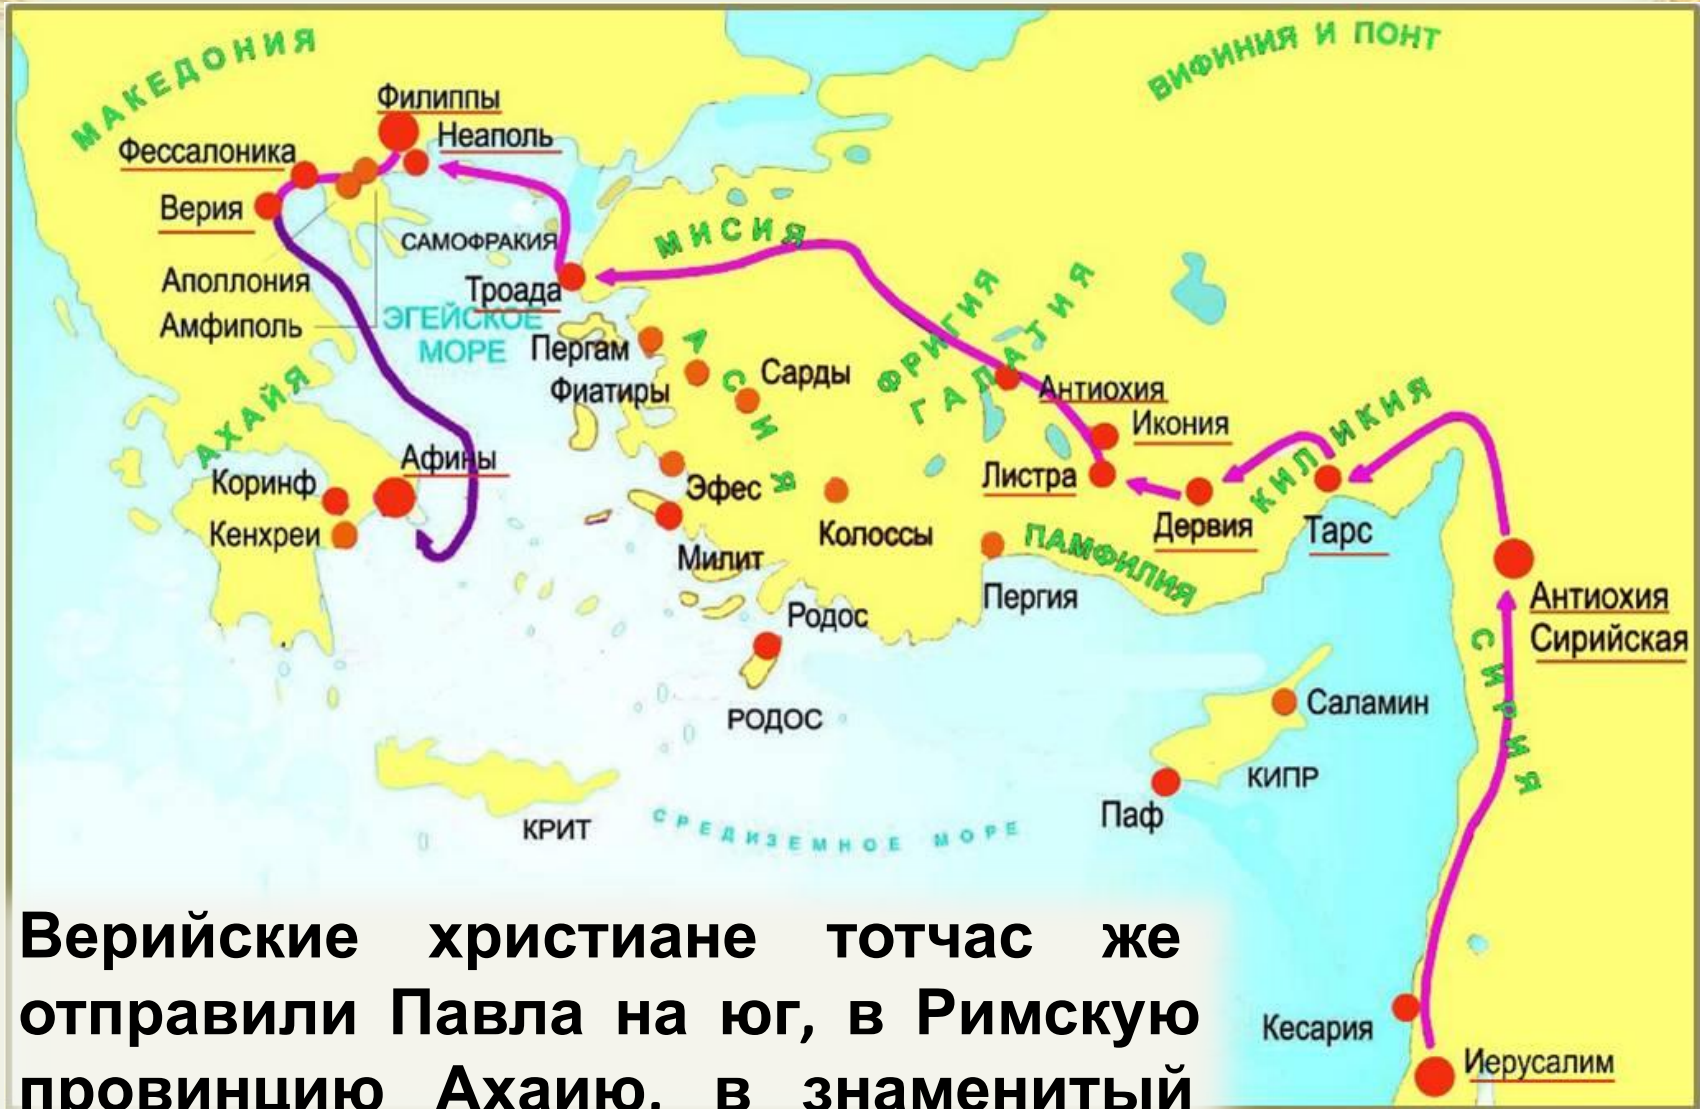 МАКЕДОНИЯ
ВИФИНИЯ И ПОНТ
Филиппы
Неаполь
Фессалоника
Верия
САМОФРАКИЯ
МИСИЯ
Аполлония
Амфиполь
Троада
ЭГЕЙСКОЕ
МОРЕ
Пергам
Фиатиры
АСИЯ
Сарды
ФРИГИЯ
ГАЛАТИЯ
Антиохия
Икония
Листра
КИЛИКИЯ
АХАЙЯ
Афины
Коринф
Кенхреи
Эфес
Милит
Колоссы
Дервия
Тарс
ПАМФИЛИЯ
Пергия
Родос
РОДОС
Антиохия
Сирийская
СИРИЯ
Саламин
КИПР
Паф
КРИТ
СРЕДИЗЕМНОЕ МОРЕ
Кесария
Иерусалим
Верийские христиане тотчас же
отправили Павла на юг, в Римскую
провинцию Ахаию, в знаменитый